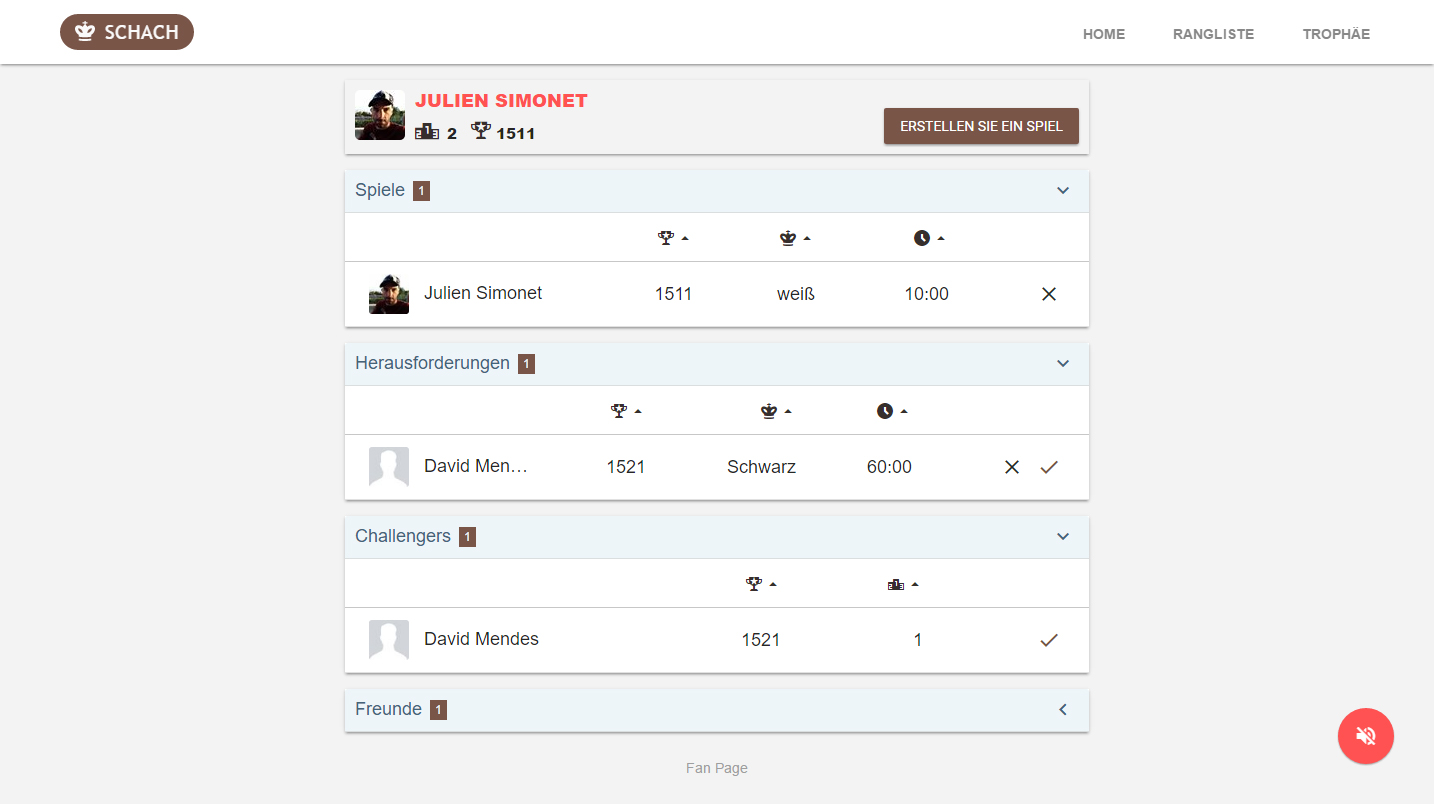 SCHACH
HOME RANGLISTE TROPHÄE
JULIEN SIMONET
2 1511
ERSTELLEN SIE EIN SPIEL
Spiele 1
Julien Simonet 1511 weiß 10:00
Herausforderungen 1
David Men… 1521 Schwarz 60:00
Challengers 1
David Mendes 1521 1
Freunde 1
Fan Page